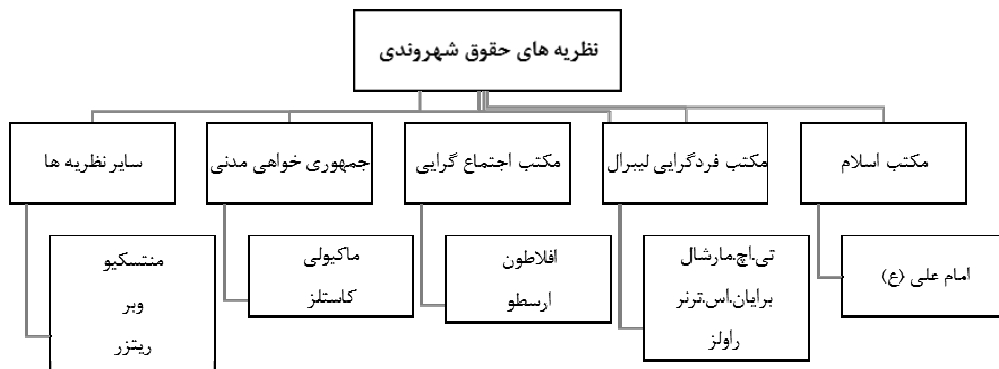 نظریه های حقوق شهروندی
مکتب اسلام
مکتب فردگرایی لیبرال
مکتب اجتماع گرایی
جمهوری خواهی مدنی
سایر نظریه ها
امام علی (ع)
تی.اچ.مارشال
برایان.اس.ترنر
راولز
افلاطون
ارسطو
ماکیولی
کاستلز
منتسکیو
وبر
ریتزر